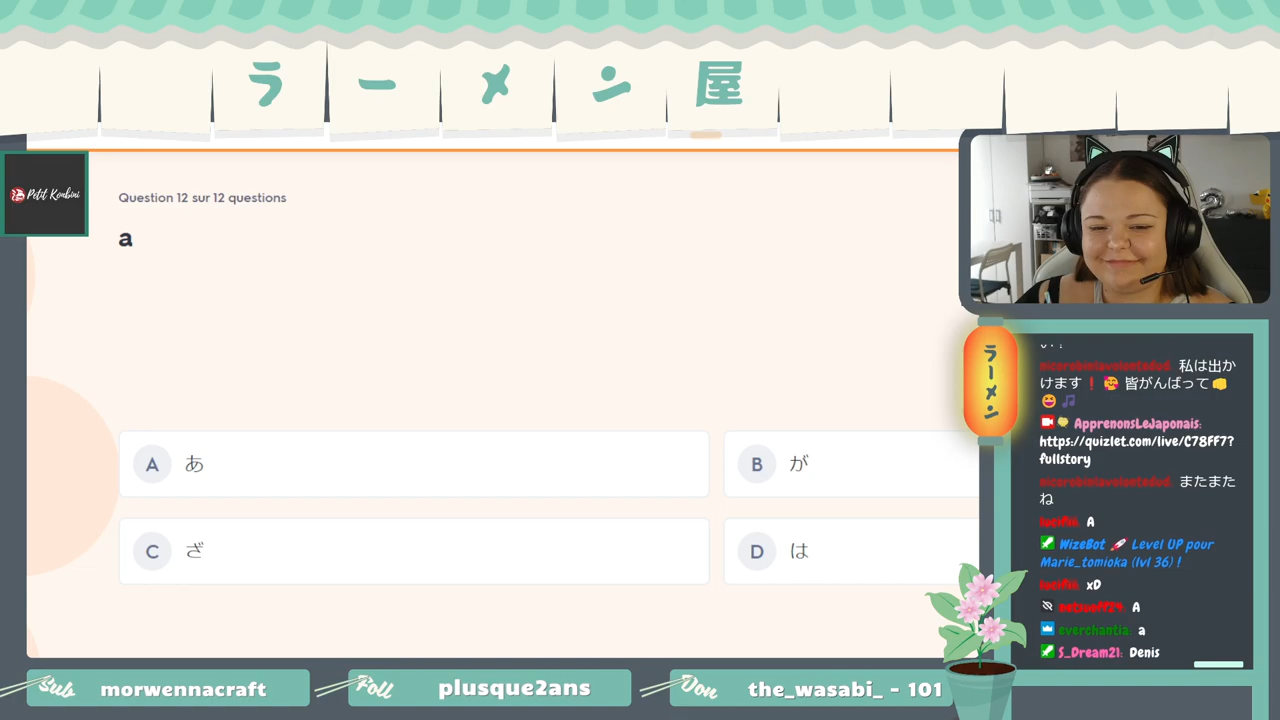 ラーメン屋
Petit Konbini
Question 12 sur 12 questions
a
A あ
B が
C ざ
D は
ラーメン
私は出か
けます！ 皆がんばって
ApprenonsLeJaponais:
https://quizlet.com/live/C78FF7?
fullstory
またまた
ね
A
WizeBot Level UP pour
Marie_tomioka (lvl 36) !
xD
A
everchantia: a
S_Dream21: Denis
Sub morwennacraft
Foll plusque2ans
Don the_wasabi_ - 101